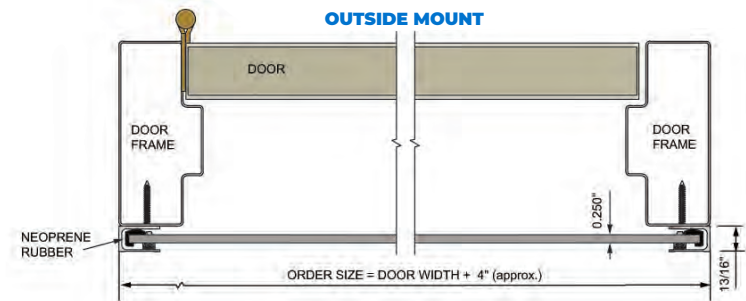 OUTSIDE MOUNT
DOOR
DOOR
FRAME
DOOR
FRAME
0.250"
NEOPRENE
RUBBER
13/16"
ORDER SIZE = DOOR WIDTH + 4" (approx.)